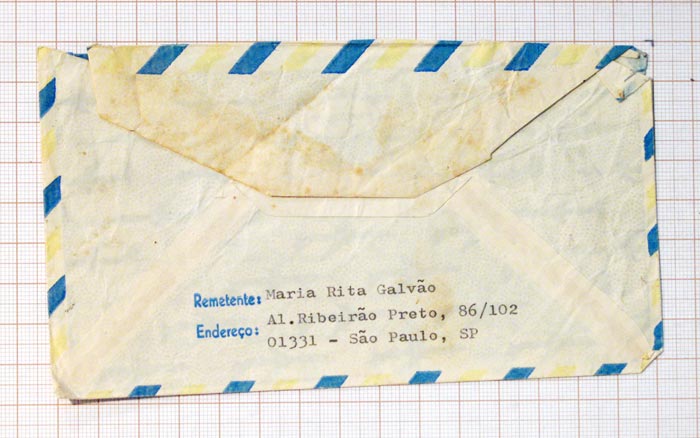 Remetente: Maria Rita Galvão
Endereço: Al.Ribeirão Preto, 86/102
01331 - São Paulo, SP